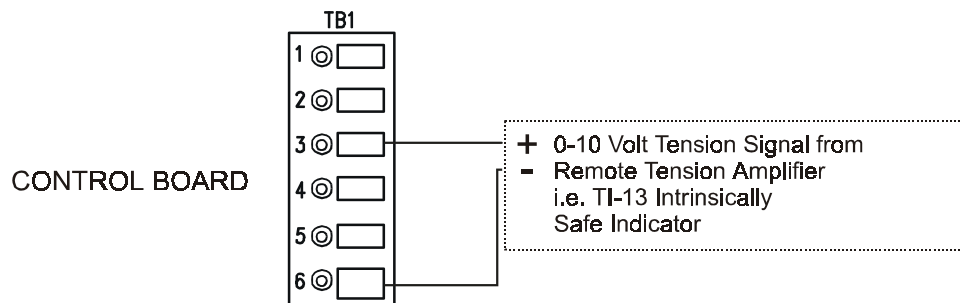 TB1
1
2
3
+ 0-10 Volt Tension Signal from
- Remote Tension Amplifier
i.e. TI-13 Intrinsically
Safe Indicator
CONTROL BOARD
4
5
6